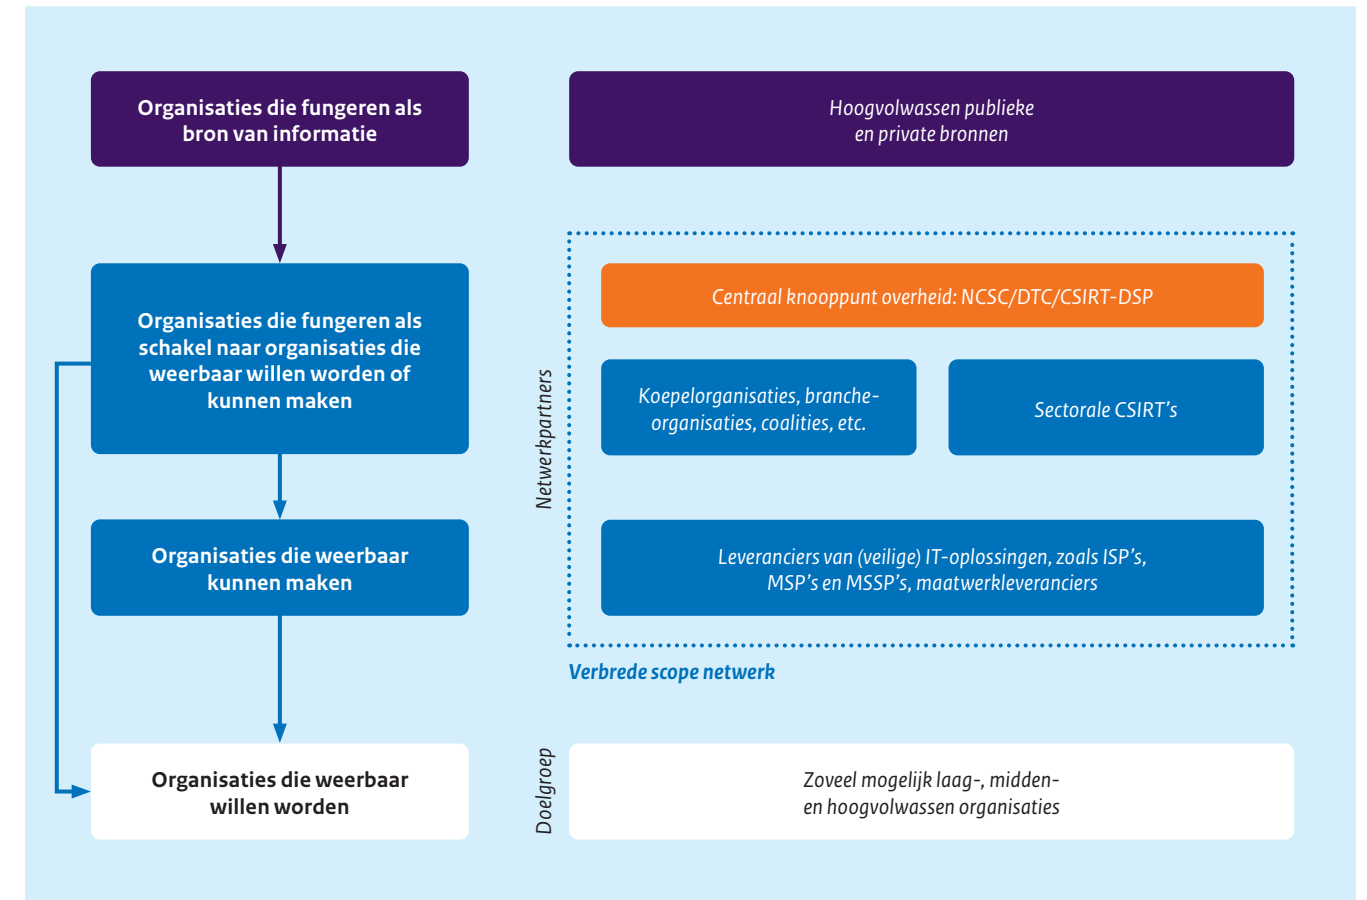 Organisaties die fungeren als
bron van informatie
Hoogvolwassen publieke
en private bronnen
Organisaties die fungeren als
schakel naar organisaties die
weerbaar willen worden of
kunnen maken
Netwerkpartners
Centraal knooppunt overheid: NCSC/DTC/CSIRT-DSP
Koepelorganisaties, branche-
organisaties, coalities, etc.
Sectorale CSIRT’s
Organisaties die weerbaar
kunnen maken
Leveranciers van (veilige) IT-oplossingen, zoals ISP’s,
MSP’s en MSSP’s, maatwerkleveranciers
Verbrede scope netwerk
Organisaties die weerbaar
willen worden
Doelgroep
Zoveel mogelijk laag-, midden-
en hoogvolwassen organisaties